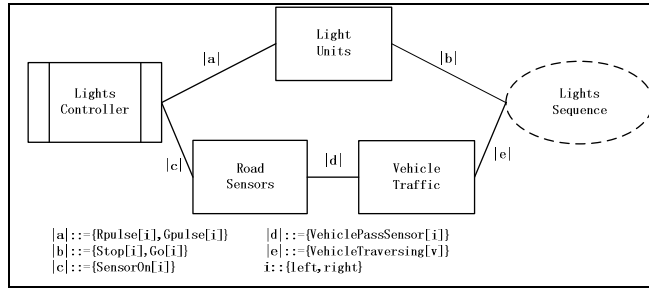 Light
Units
|a|
|b|
Lights
Controller
Lights
Sequence
|c|
Road
Sensors
|d|
Vehicle
Traffic
|e|
|a|::={Rpulse[i],Gpulse[i]}
|d|::={VehiclePassSensor[i]}
|b|::={Stop[i],Go[i]}
|e|::={VehicleTraversing[v]}
|c|::={SensorOn[i]}
i::{left,right}